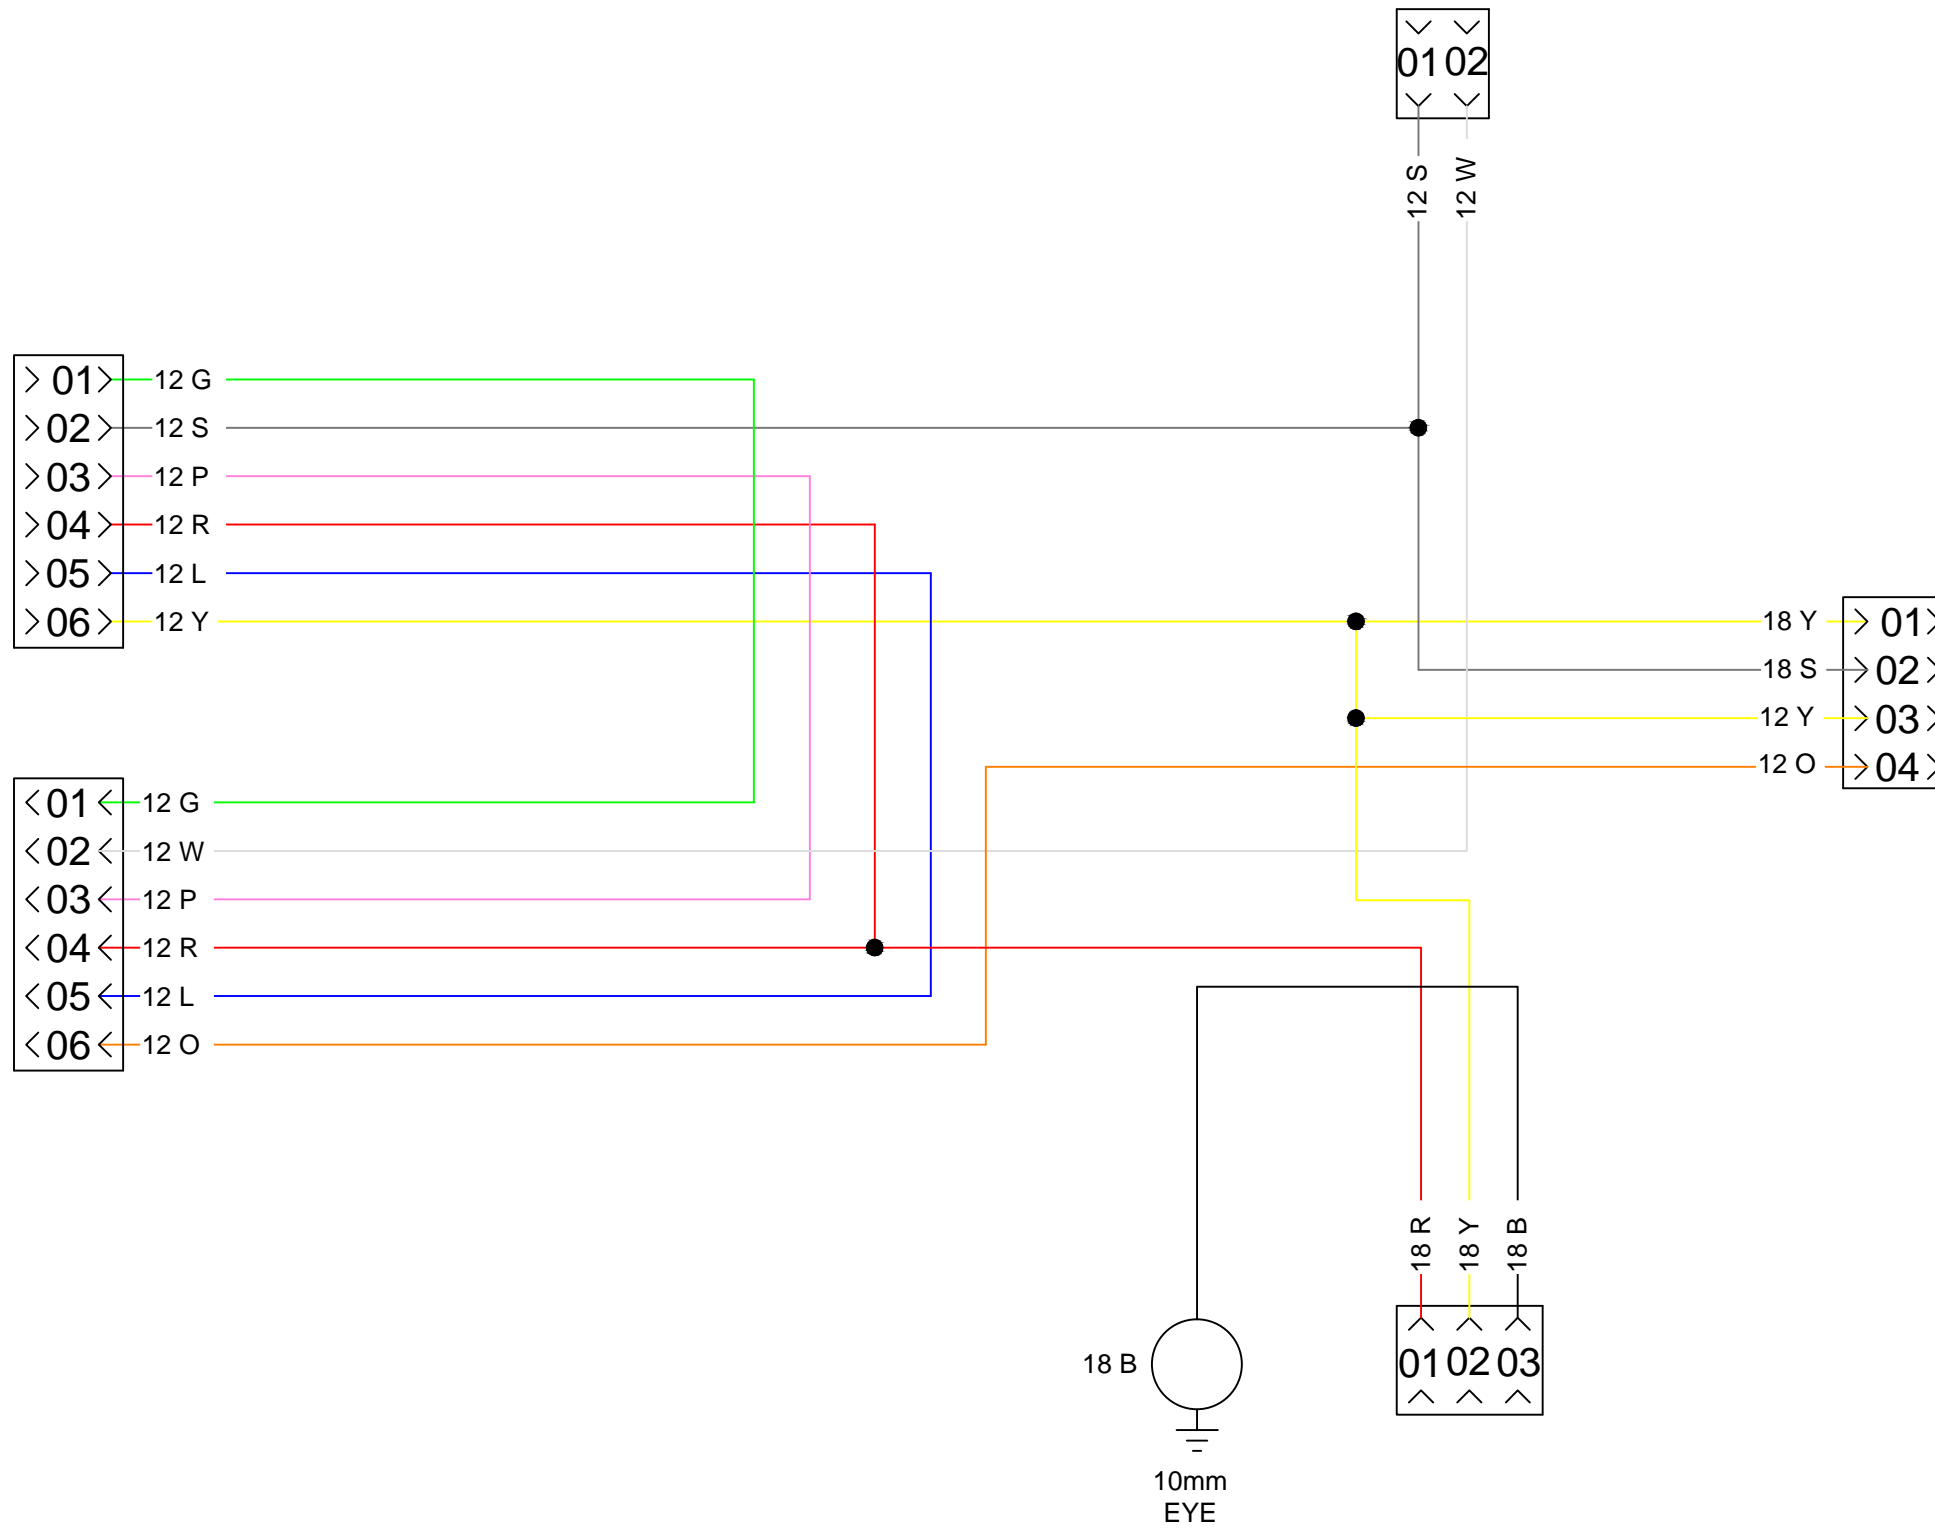 01 02
12 S 12 W
01 12 G
02 12 S
03 12 P
04 12 R
05 12 L
06 12 Y
18 Y 01
18 S 02
12 Y 03
12 O 04
01 12 G
02 12 W
03 12 P
04 12 R
05 12 L
06 12 O
18 R 18 Y 18 B
01 02 03
18 B
10mm
EYE